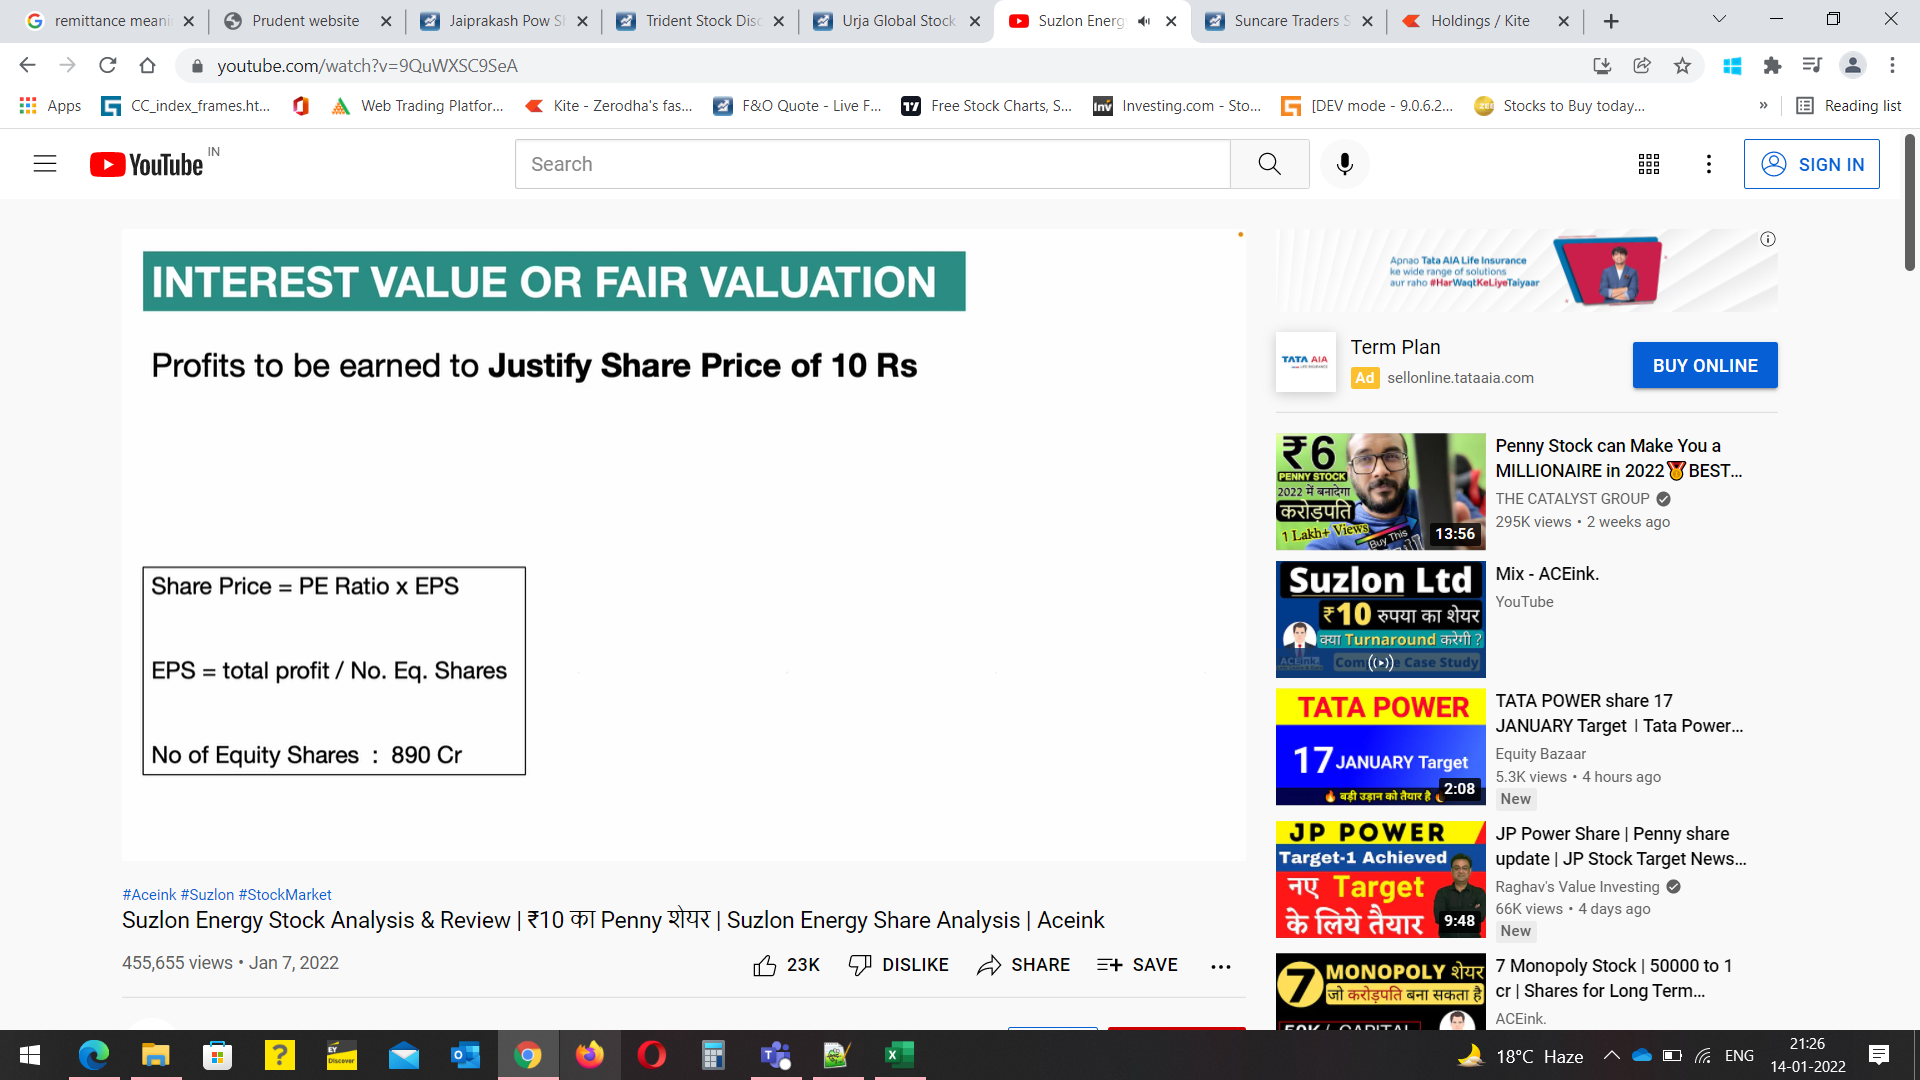 remittance meani
Prudent website
Jaiprakash Pow S
Trident Stock Disc
Urja Global Stock
Suzlon Energ
Suncare Traders S
Holdings / Kite
youtube.com/watch?v=9QuWXSC9SeA
Apps
CC_index_frames.ht...
Web Trading Platfor...
Kite - Zerodha's fas...
F&O Quote - Live F...
Free Stock Charts, S...
Investing.com - Sto...
[DEV mode - 9.0.6.2...
Stocks to Buy today...
»
Reading list
YouTube IN
Search
SIGN IN
INTEREST VALUE OR FAIR VALUATION
Profits to be earned to Justify Share Price of 10 Rs
Share Price = PE Ratio x EPS
EPS = total profit / No. Eq. Shares
No of Equity Shares : 890 Cr
#Aceink #Suzlon #StockMarket
Suzlon Energy Stock Analysis & Review | ₹10 का Penny शेयर | Suzlon Energy Share Analysis | Aceink
455,655 views • Jan 7, 2022
23K
DISLIKE
SHARE
SAVE
Apnao Tata AIA Life Insurance
ke wide range of solutions
aur raho #HarWaqtKeLiyeTaiyaar
TATA AIA
Term Plan
Ad sellonline.tataaia.com
BUY ONLINE
₹6
PENNY STOCK
2022 में बनादेगा
करोड़पति
1 Lakh+ Views
Buy This
13:56
Penny Stock can Make You a
MILLIONAIRE in 2022🏅BEST...
THE CATALYST GROUP
295K views • 2 weeks ago
Suzlon Ltd
₹10 रुपया का शेयर
क्या Turnaround करेगी ?
ACEink
Case Study
Mix - ACEink.
YouTube
TATA POWER
17 JANUARY Target
🔥 बड़ी उड़ान को तैयार है
2:08
TATA POWER share 17
JANUARY Target । Tata Power...
Equity Bazaar
5.3K views • 4 hours ago
New
JP POWER
Target-1 Achieved
नए Target
के लिये तैयार
9:48
JP Power Share | Penny share
update | JP Stock Target News...
Raghav's Value Investing
66K views • 4 days ago
New
7 MONOPOLY शेयर
जो करोड़पति बना सकता है
50K/ CAPITAL
7 Monopoly Stock | 50000 to 1
cr | Shares for Long Term...
ACEink.
EY
Discover
18°C Haze
ENG
21:26
14-01-2022